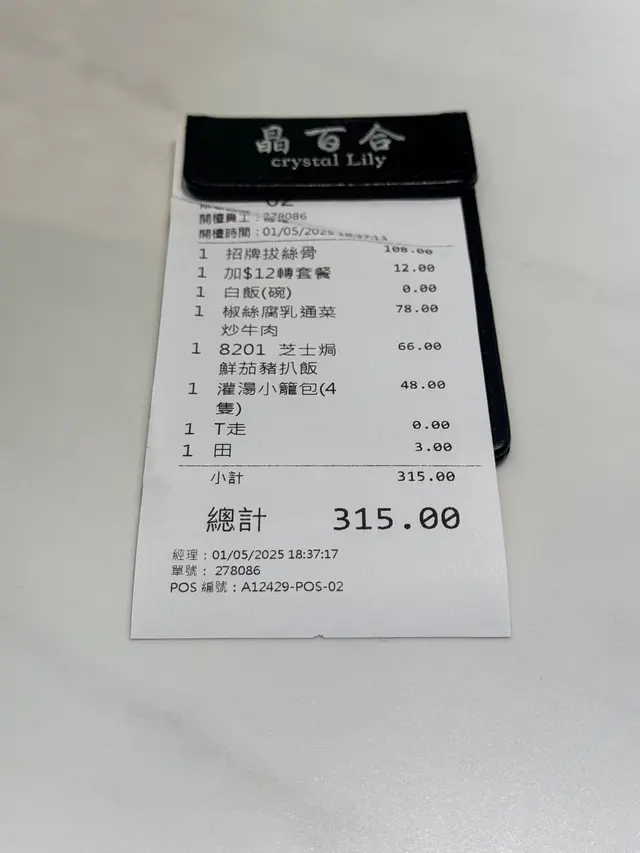 晶百合
crystal Lily
02
開檯員工：278086
開檯時間：01/05/2025 18:37:13
1 招牌拔絲骨 108.00
1 加$12轉套餐 12.00
1 白飯(碗) 0.00
1 椒絲腐乳通菜 78.00
炒牛肉
1 8201 芝士焗 66.00
鮮茄豬扒飯
1 灌湯小籠包(4 48.00
隻)
1 T走 0.00
1 田 3.00
小計 315.00
總計 315.00
經理：01/05/2025 18:37:17
單號： 278086
POS 編號：A12429-POS-02